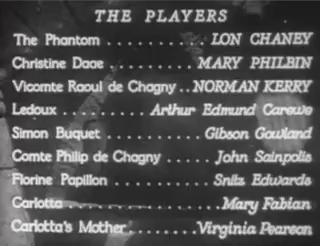 THE PLAYERS
The Phantom . . . . . . . . . . LON CHANEY
Christine Daae . . . . . . . . . MARY PHILBIN
Vicomte Raoul de Chagny . . NORMAN KERRY
Ledoux . . . . . . . . . . Arthur Edmund Carewe
Simon Buquet . . . . . . . . . . Gibson Gowland
Comte Philip de Chagny . . . . . John Sainpolis
Florine Papillon . . . . . . . . . . Snitz Edwards
Carlotta . . . . . . . . . . . . . . . . . Mary Fabian
Carlotta's Mother . . . . . . . . Virginia Pearson